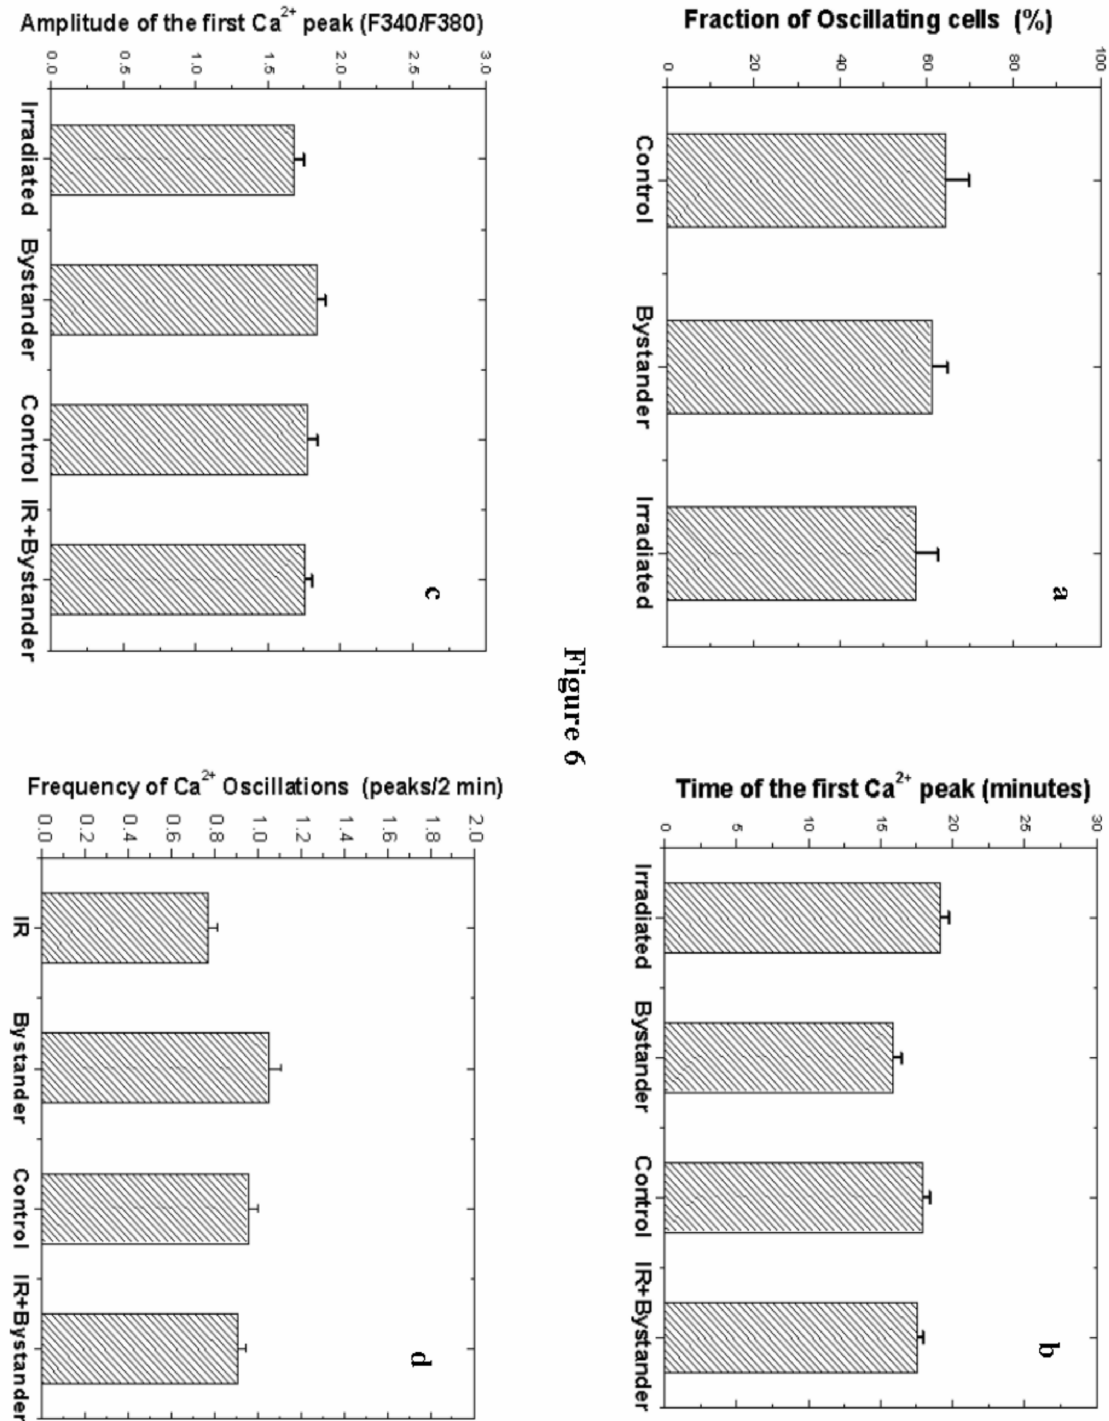 Fraction of Oscillating cells (%)
0 20 40 60 80 100
Control Bystander Irradiated
a
Time of the first Ca²⁺ peak (minutes)
0 5 10 15 20 25 30
Irradiated Bystander Control IR+Bystander
b
Amplitude of the first Ca²⁺ peak (F340/F380)
0.0 0.5 1.0 1.5 2.0 2.5 3.0
Irradiated Bystander Control IR+Bystander
c
Frequency of Ca²⁺ Oscillations (peaks/2 min)
0.0 0.2 0.4 0.6 0.8 1.0 1.2 1.4 1.6 1.8 2.0
IR Bystander Control IR+Bystander
d
Figure 6